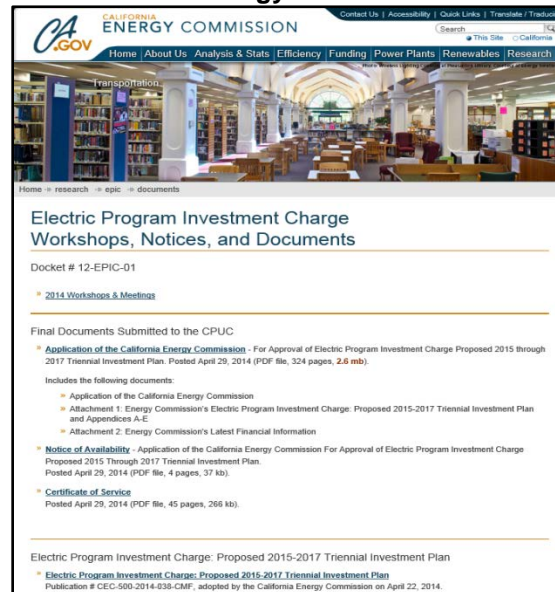 Contact Us | Accessibility | Quick Links | Translate / Traducir
CALIFORNIA
ENERGY COMMISSION
Search
This Site California
CA.GOV
Home About Us Analysis & Stats Efficiency Funding Power Plants Renewables Research
Transportation
Home -» research -» epic -» documents
Electric Program Investment Charge
Workshops, Notices, and Documents
Docket # 12-EPIC-01
» 2014 Workshops & Meetings
Final Documents Submitted to the CPUC
» Application of the California Energy Commission - For Approval of Electric Program Investment Charge Proposed 2015 through
2017 Triennial Investment Plan. Posted April 29, 2014 (PDF file, 324 pages, 2.6 mb).
Includes the following documents:
» Application of the California Energy Commission
» Attachment 1: Energy Commission's Electric Program Investment Charge: Proposed 2015-2017 Triennial Investment Plan
and Appendices A-E
» Attachment 2: Energy Commission's Latest Financial Information
» Notice of Availability - Application of the California Energy Commission For Approval of Electric Program Investment Charge
Proposed 2015 Through 2017 Triennial Investment Plan.
Posted April 29, 2014 (PDF file, 4 pages, 37 kb).
» Certificate of Service
Posted April 29, 2014 (PDF file, 45 pages, 266 kb).
Electric Program Investment Charge: Proposed 2015-2017 Triennial Investment Plan
» Electric Program Investment Charge: Proposed 2015-2017 Triennial Investment Plan
Publication # CEC-500-2014-038-CMF, adopted by the California Energy Commission on April 22, 2014.